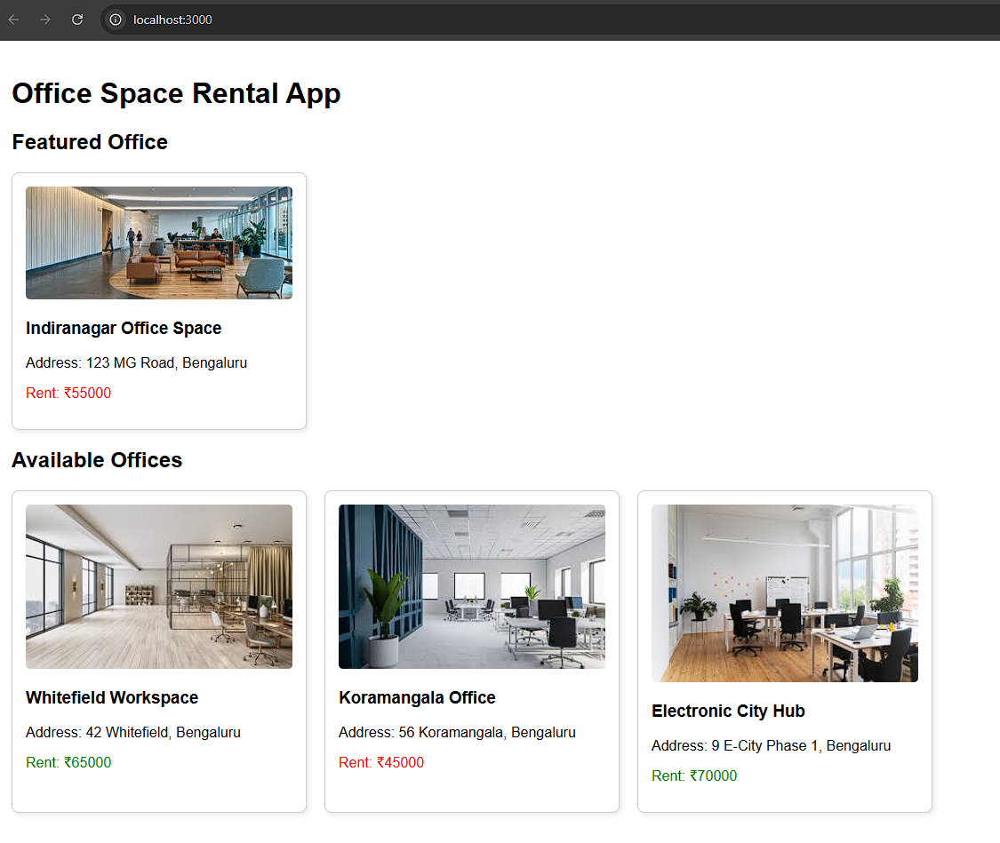 localhost:3000
Office Space Rental App
Featured Office
Indiranagar Office Space
Address: 123 MG Road, Bengaluru
Rent: ₹55000
Available Offices
Whitefield Workspace
Address: 42 Whitefield, Bengaluru
Rent: ₹65000
Koramangala Office
Address: 56 Koramangala, Bengaluru
Rent: ₹45000
Electronic City Hub
Address: 9 E-City Phase 1, Bengaluru
Rent: ₹70000